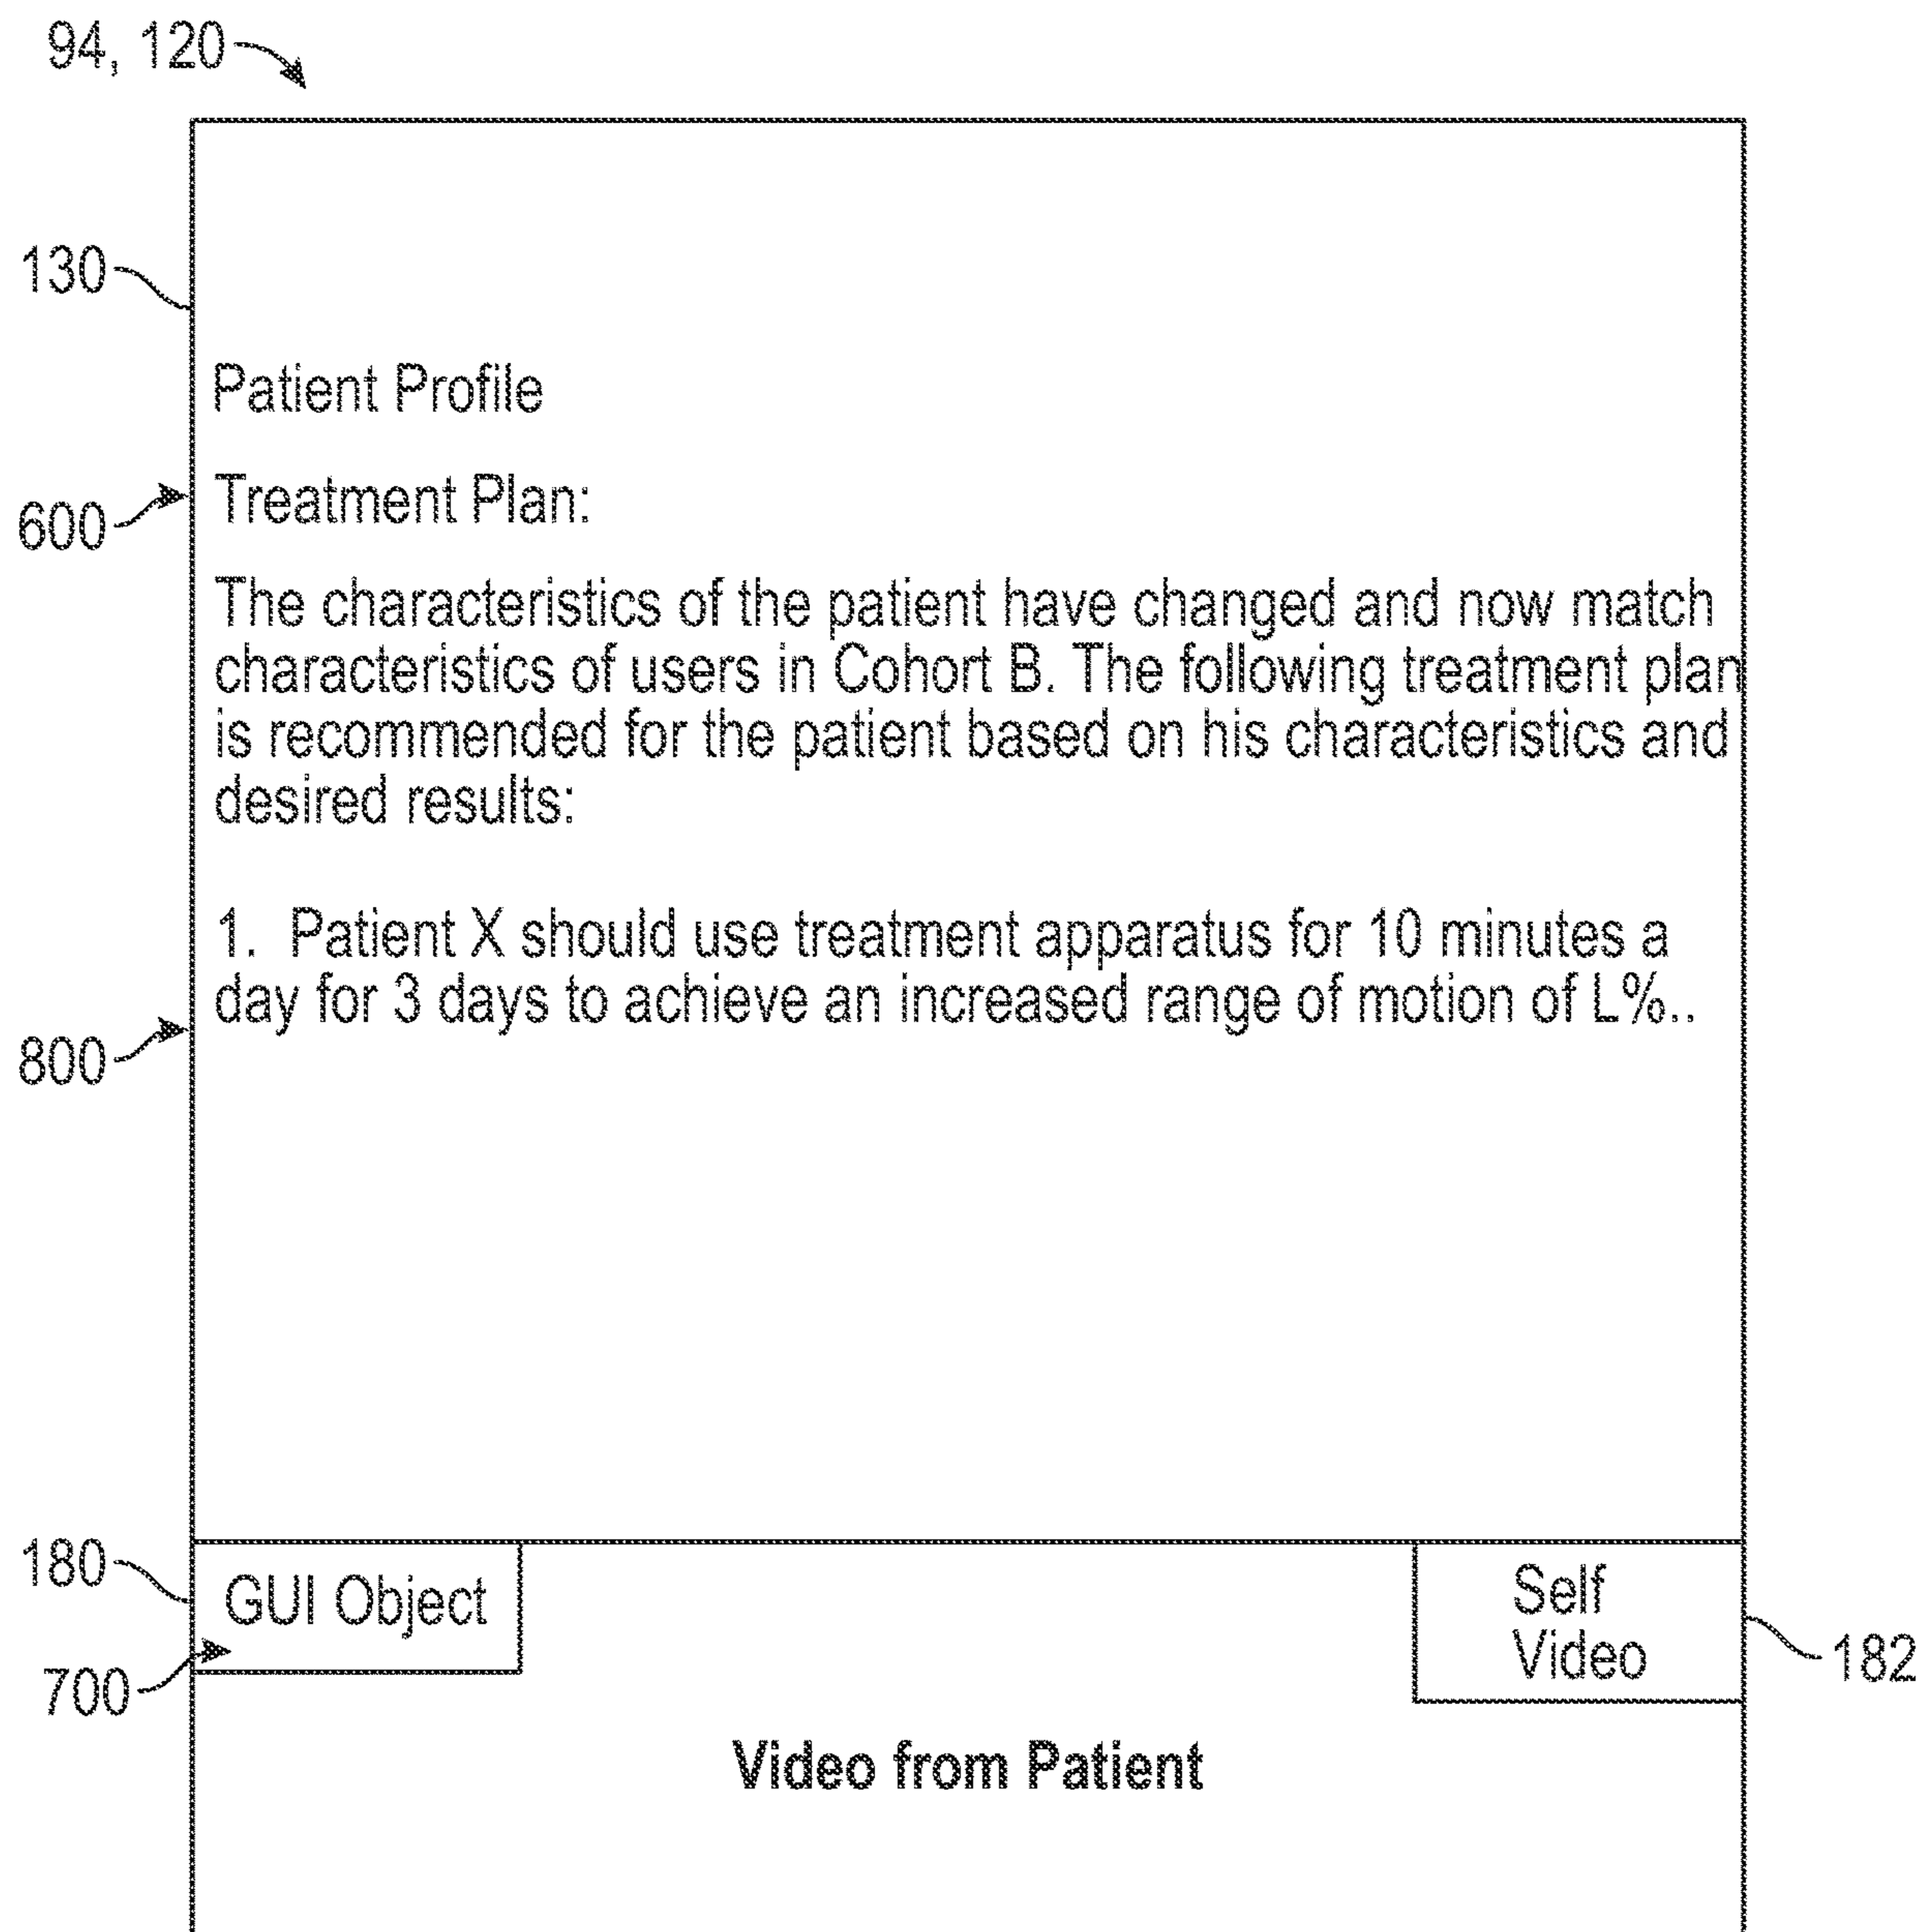 94, 120
130
Patient Profile
600
Treatment Plan:
The characteristics of the patient have changed and now match
characteristics of users in Cohort B. The following treatment plan
is recommended for the patient based on his characteristics and
desired results:
1. Patient X should use treatment apparatus for 10 minutes a
day for 3 days to achieve an increased range of motion of L%..
800
180
GUI Object
Self
Video
182
700
Video from Patient